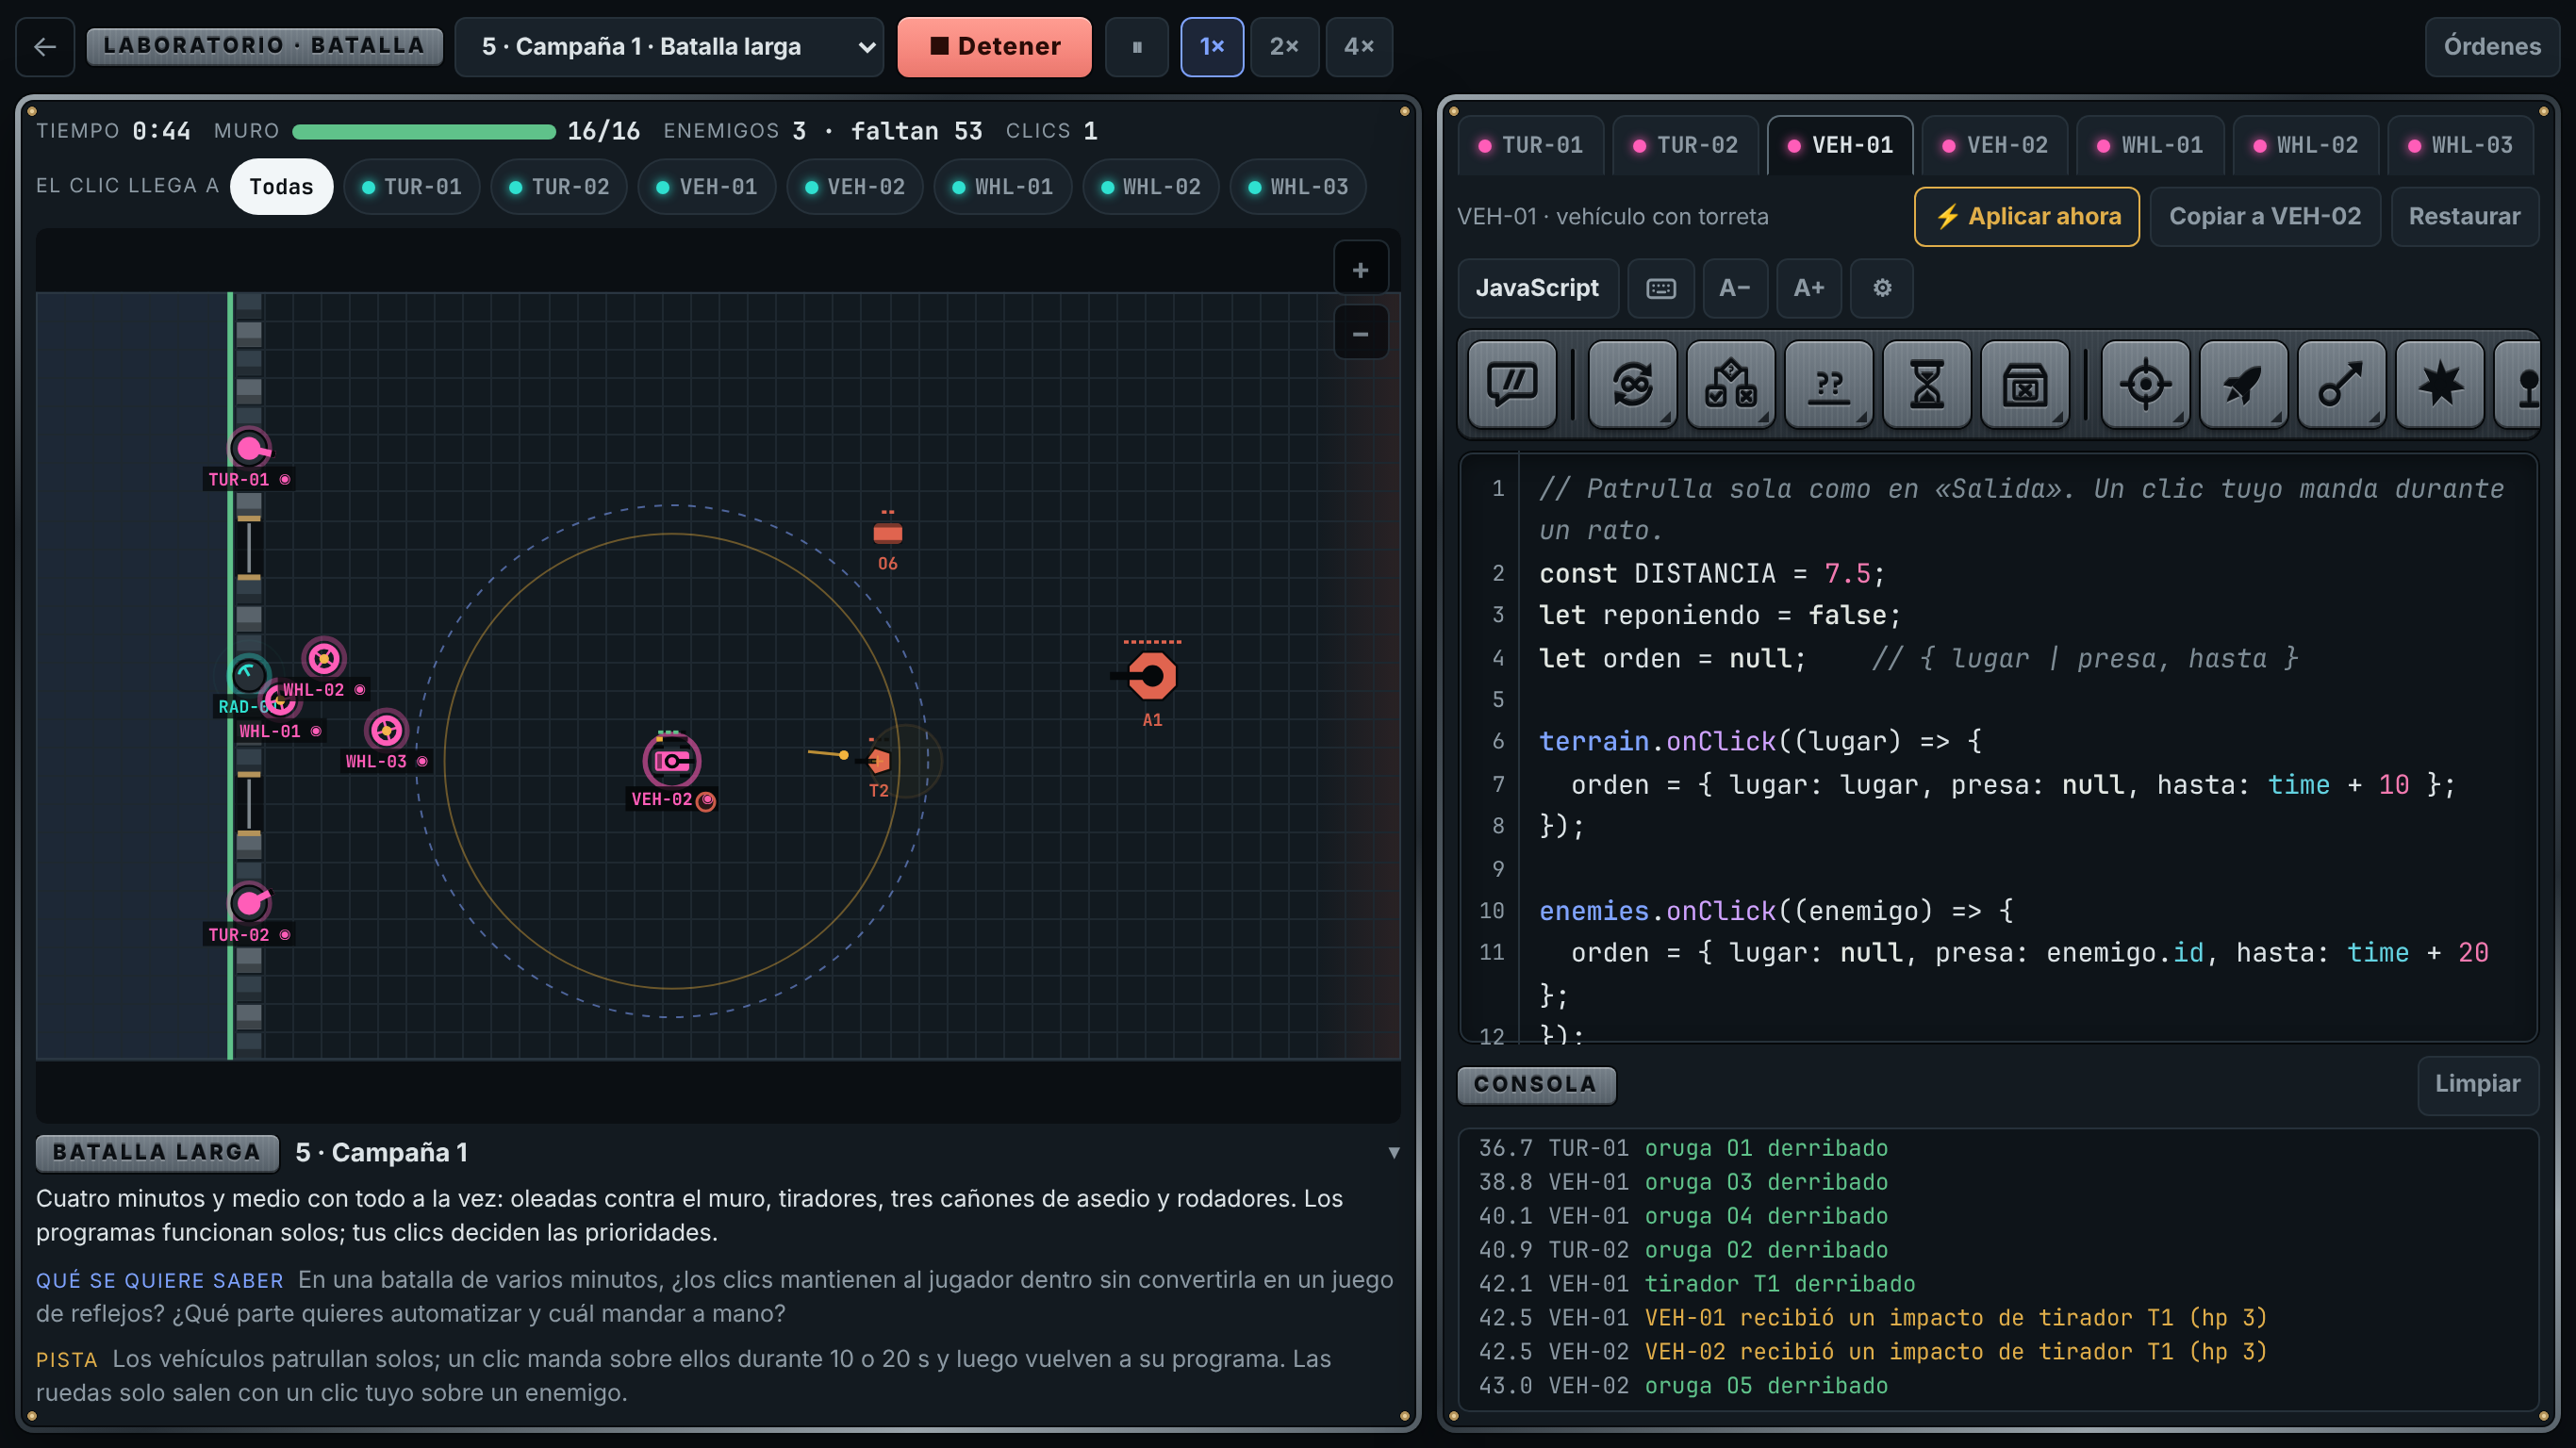 ← LABORATORIO · BATALLA 5 · Campaña 1 · Batalla larga ■ Detener ⏸ 1× 2× 4× Órdenes
TIEMPO 0:44 MURO 16/16 ENEMIGOS 3 · faltan 53 CLICS 1
EL CLIC LLEGA A Todas TUR-01 TUR-02 VEH-01 VEH-02 WHL-01 WHL-02 WHL-03
+
−
TUR-01
O6
WHL-02
RAD-0
WHL-01
A1
WHL-03
T2
VEH-02
TUR-02
BATALLA LARGA 5 · Campaña 1 ▼
Cuatro minutos y medio con todo a la vez: oleadas contra el muro, tiradores, tres cañones de asedio y rodadores. Los
programas funcionan solos; tus clics deciden las prioridades.
QUÉ SE QUIERE SABER En una batalla de varios minutos, ¿los clics mantienen al jugador dentro sin convertirla en un juego
de reflejos? ¿Qué parte quieres automatizar y cuál mandar a mano?
PISTA Los vehículos patrullan solos; un clic manda sobre ellos durante 10 o 20 s y luego vuelven a su programa. Las
ruedas solo salen con un clic tuyo sobre un enemigo.
TUR-01 TUR-02 VEH-01 VEH-02 WHL-01 WHL-02 WHL-03
VEH-01 · vehículo con torreta ⚡ Aplicar ahora Copiar a VEH-02 Restaurar
JavaScript A− A+ ⚙
// ??
1 // Patrulla sola como en «Salida». Un clic tuyo manda durante
un rato.
2 const DISTANCIA = 7.5;
3 let reponiendo = false;
4 let orden = null; // { lugar | presa, hasta }
5
6 terrain.onClick((lugar) => {
7 orden = { lugar: lugar, presa: null, hasta: time + 10 };
8 });
9
10 enemies.onClick((enemigo) => {
11 orden = { lugar: null, presa: enemigo.id, hasta: time + 20
};
12 });
CONSOLA Limpiar
36.7 TUR-01 oruga O1 derribado
38.8 VEH-01 oruga O3 derribado
40.1 VEH-01 oruga O4 derribado
40.9 TUR-02 oruga O2 derribado
42.1 VEH-01 tirador T1 derribado
42.5 VEH-01 VEH-01 recibió un impacto de tirador T1 (hp 3)
42.5 VEH-02 VEH-02 recibió un impacto de tirador T1 (hp 3)
43.0 VEH-02 oruga O5 derribado